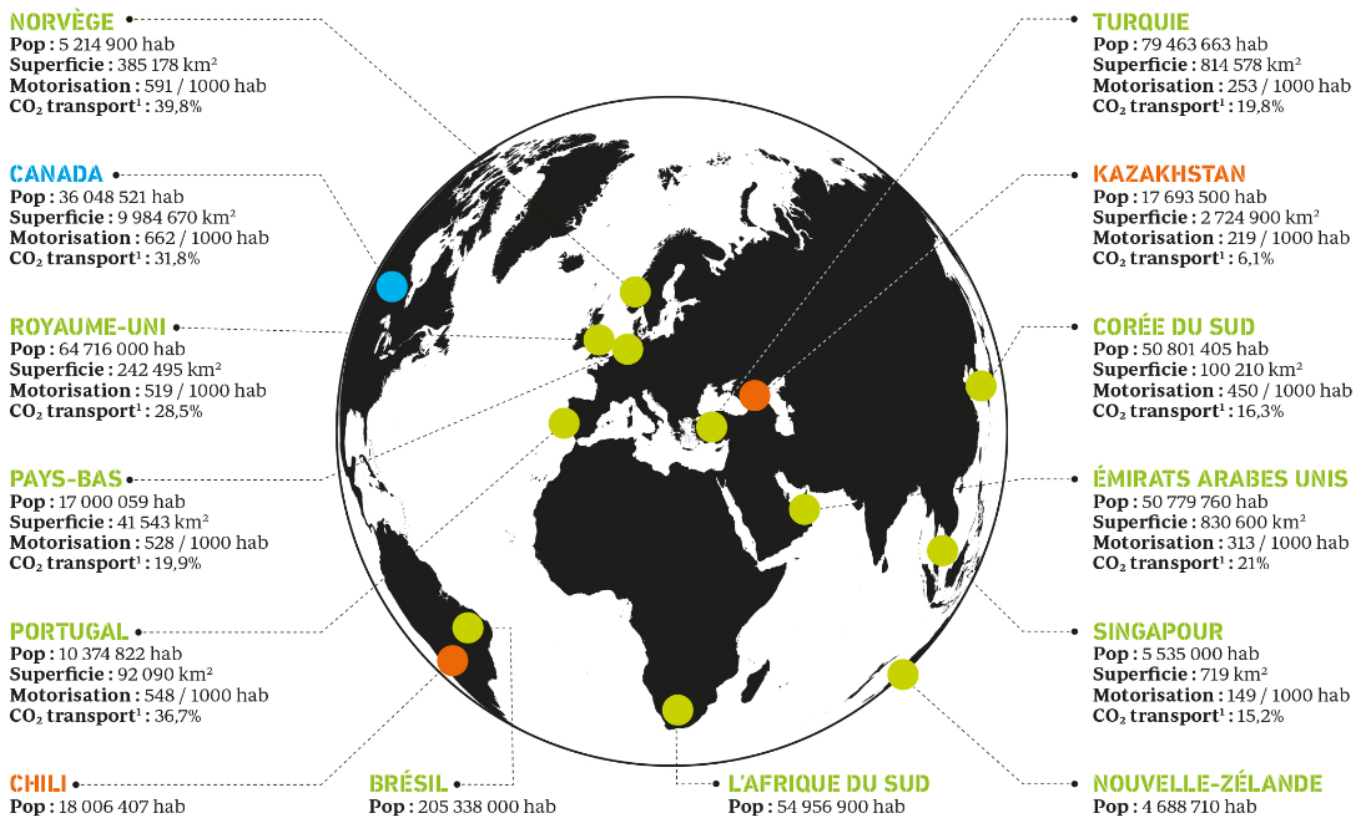 NORVÈGE
Pop : 5 214 900 hab
Superficie : 385 178 km²
Motorisation : 591 / 1000 hab
CO₂ transport¹ : 39,8%
CANADA
Pop : 36 048 521 hab
Superficie : 9 984 670 km²
Motorisation : 662 / 1000 hab
CO₂ transport¹ : 31,8%
ROYAUME-UNI
Pop : 64 716 000 hab
Superficie : 242 495 km²
Motorisation : 519 / 1000 hab
CO₂ transport¹ : 28,5%
PAYS-BAS
Pop : 17 000 059 hab
Superficie : 41 543 km²
Motorisation : 528 / 1000 hab
CO₂ transport¹ : 19,9%
PORTUGAL
Pop : 10 374 822 hab
Superficie : 92 090 km²
Motorisation : 548 / 1000 hab
CO₂ transport¹ : 36,7%
CHILI
Pop : 18 006 407 hab
BRÉSIL
Pop : 205 338 000 hab
L'AFRIQUE DU SUD
Pop : 54 956 900 hab
TURQUIE
Pop : 79 463 663 hab
Superficie : 814 578 km²
Motorisation : 253 / 1000 hab
CO₂ transport¹ : 19,8%
KAZAKHSTAN
Pop : 17 693 500 hab
Superficie : 2 724 900 km²
Motorisation : 219 / 1000 hab
CO₂ transport¹ : 6,1%
CORÉE DU SUD
Pop : 50 801 405 hab
Superficie : 100 210 km²
Motorisation : 450 / 1000 hab
CO₂ transport¹ : 16,3%
ÉMIRATS ARABES UNIS
Pop : 50 779 760 hab
Superficie : 830 600 km²
Motorisation : 313 / 1000 hab
CO₂ transport¹ : 21%
SINGAPOUR
Pop : 5 535 000 hab
Superficie : 719 km²
Motorisation : 149 / 1000 hab
CO₂ transport¹ : 15,2%
NOUVELLE-ZÉLANDE
Pop : 4 688 710 hab